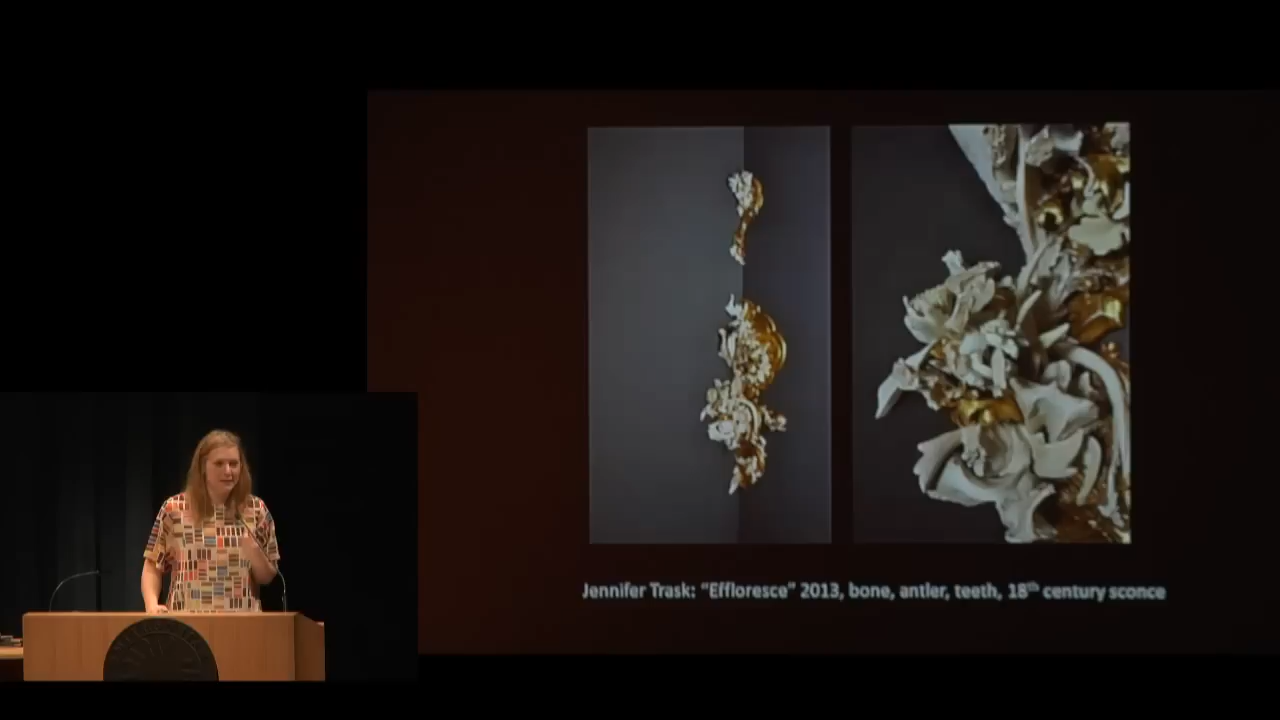 Jennifer Trask: “Effloresce” 2013, bone, antler, teeth, 18th century sconce